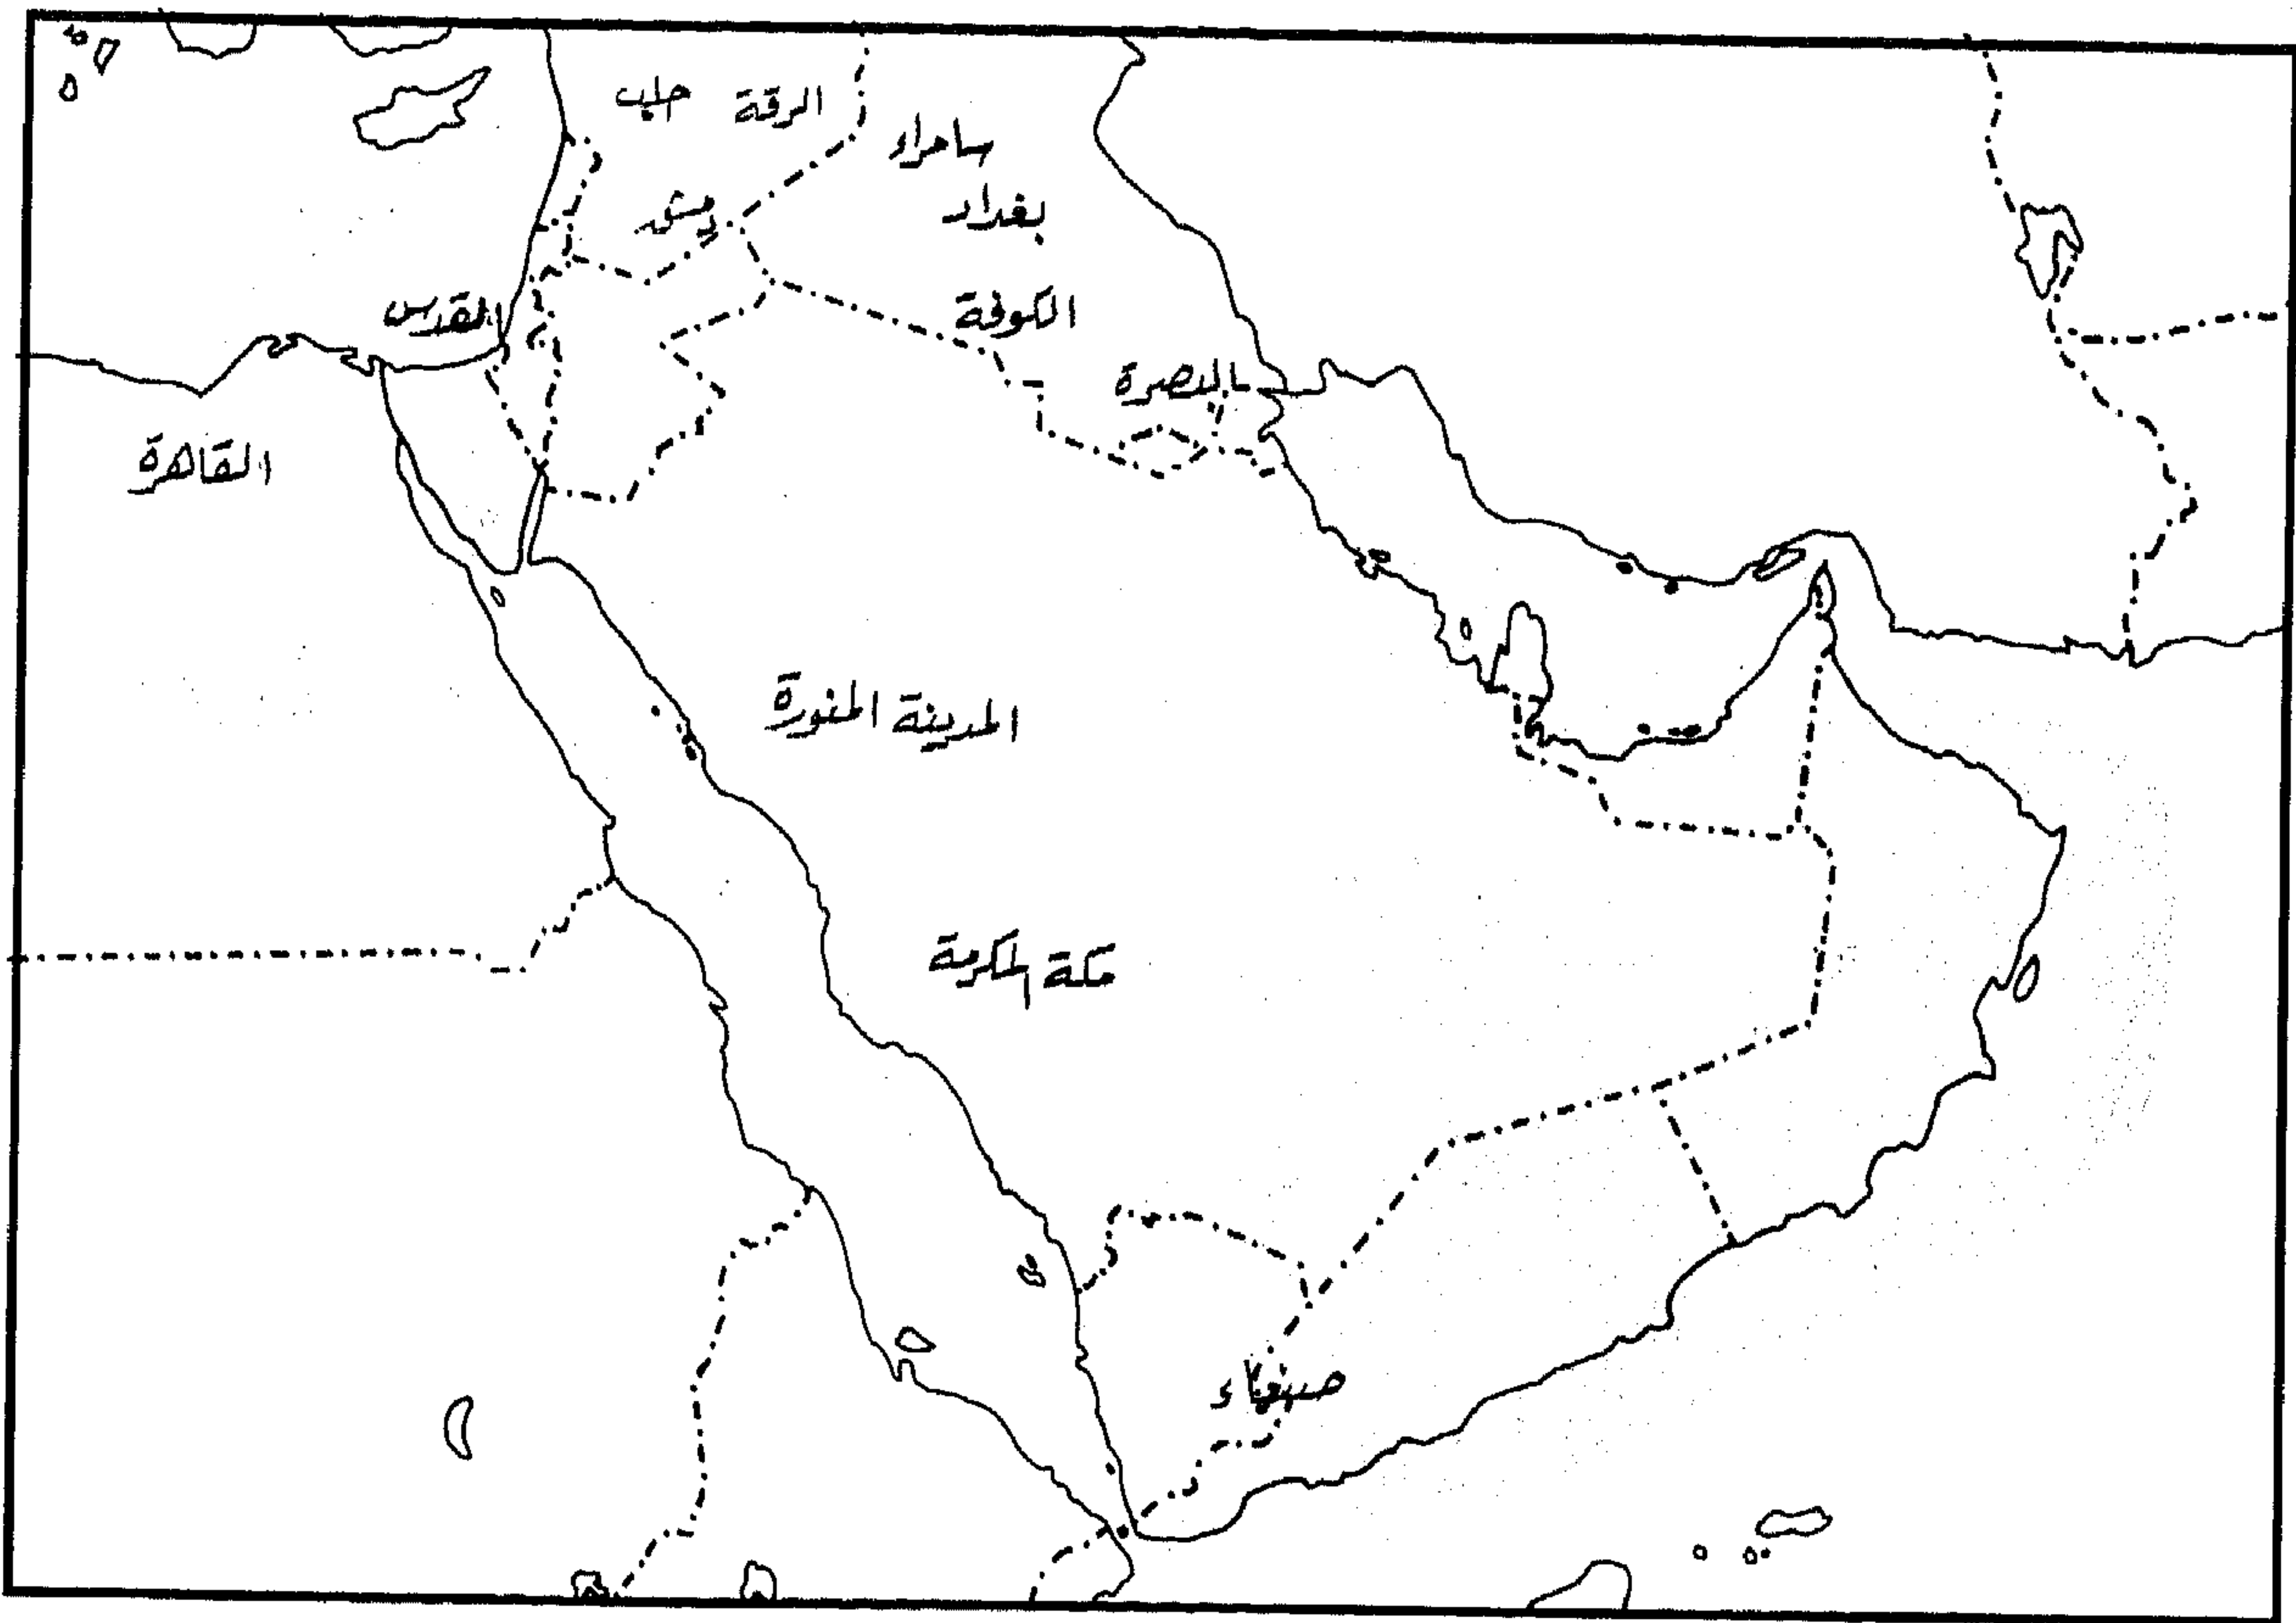 حلب
الرقة
سامراء
دمشق
بغداد
القدس
الكوفة
البصرة
القاهرة
المدينة المنورة
مكة المكرمة
صنعاء